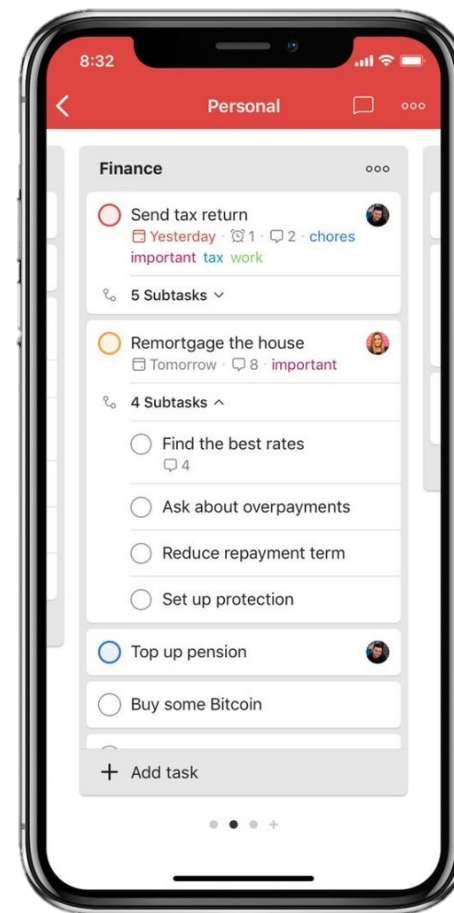 8:32
Personal
Finance
Send tax return
Yesterday · 1 · 2 · chores
important tax work
5 Subtasks
Remortgage the house
Tomorrow · 8 · important
4 Subtasks
Find the best rates
4
Ask about overpayments
Reduce repayment term
Set up protection
Top up pension
Buy some Bitcoin
+ Add task